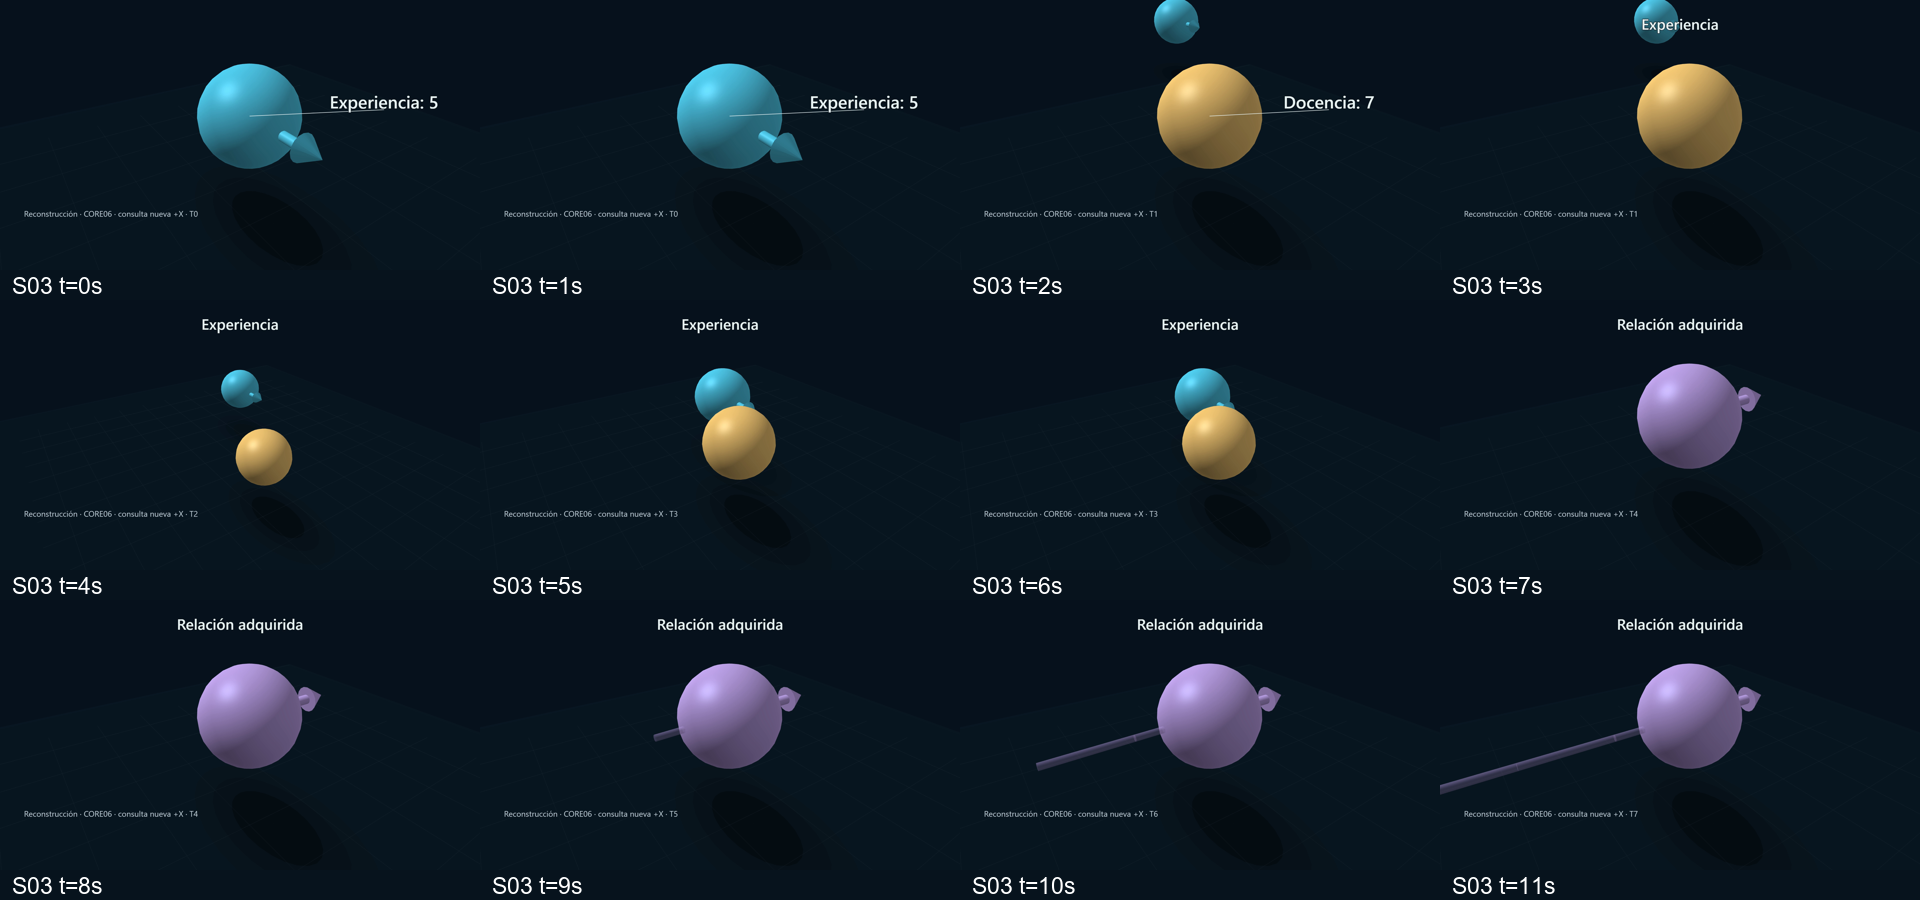 Experiencia: 5
Reconstrucción · CORE06 · consulta nueva +X · T0
S03 t=0s
Experiencia: 5
Reconstrucción · CORE06 · consulta nueva +X · T0
S03 t=1s
Docencia: 7
Reconstrucción · CORE06 · consulta nueva +X · T1
S03 t=2s
Experiencia
Reconstrucción · CORE06 · consulta nueva +X · T1
S03 t=3s
Experiencia
Reconstrucción · CORE06 · consulta nueva +X · T2
S03 t=4s
Experiencia
Reconstrucción · CORE06 · consulta nueva +X · T3
S03 t=5s
Experiencia
Reconstrucción · CORE06 · consulta nueva +X · T3
S03 t=6s
Relación adquirida
Reconstrucción · CORE06 · consulta nueva +X · T4
S03 t=7s
Relación adquirida
Reconstrucción · CORE06 · consulta nueva +X · T4
S03 t=8s
Relación adquirida
Reconstrucción · CORE06 · consulta nueva +X · T5
S03 t=9s
Relación adquirida
Reconstrucción · CORE06 · consulta nueva +X · T6
S03 t=10s
Relación adquirida
Reconstrucción · CORE06 · consulta nueva +X · T7
S03 t=11s